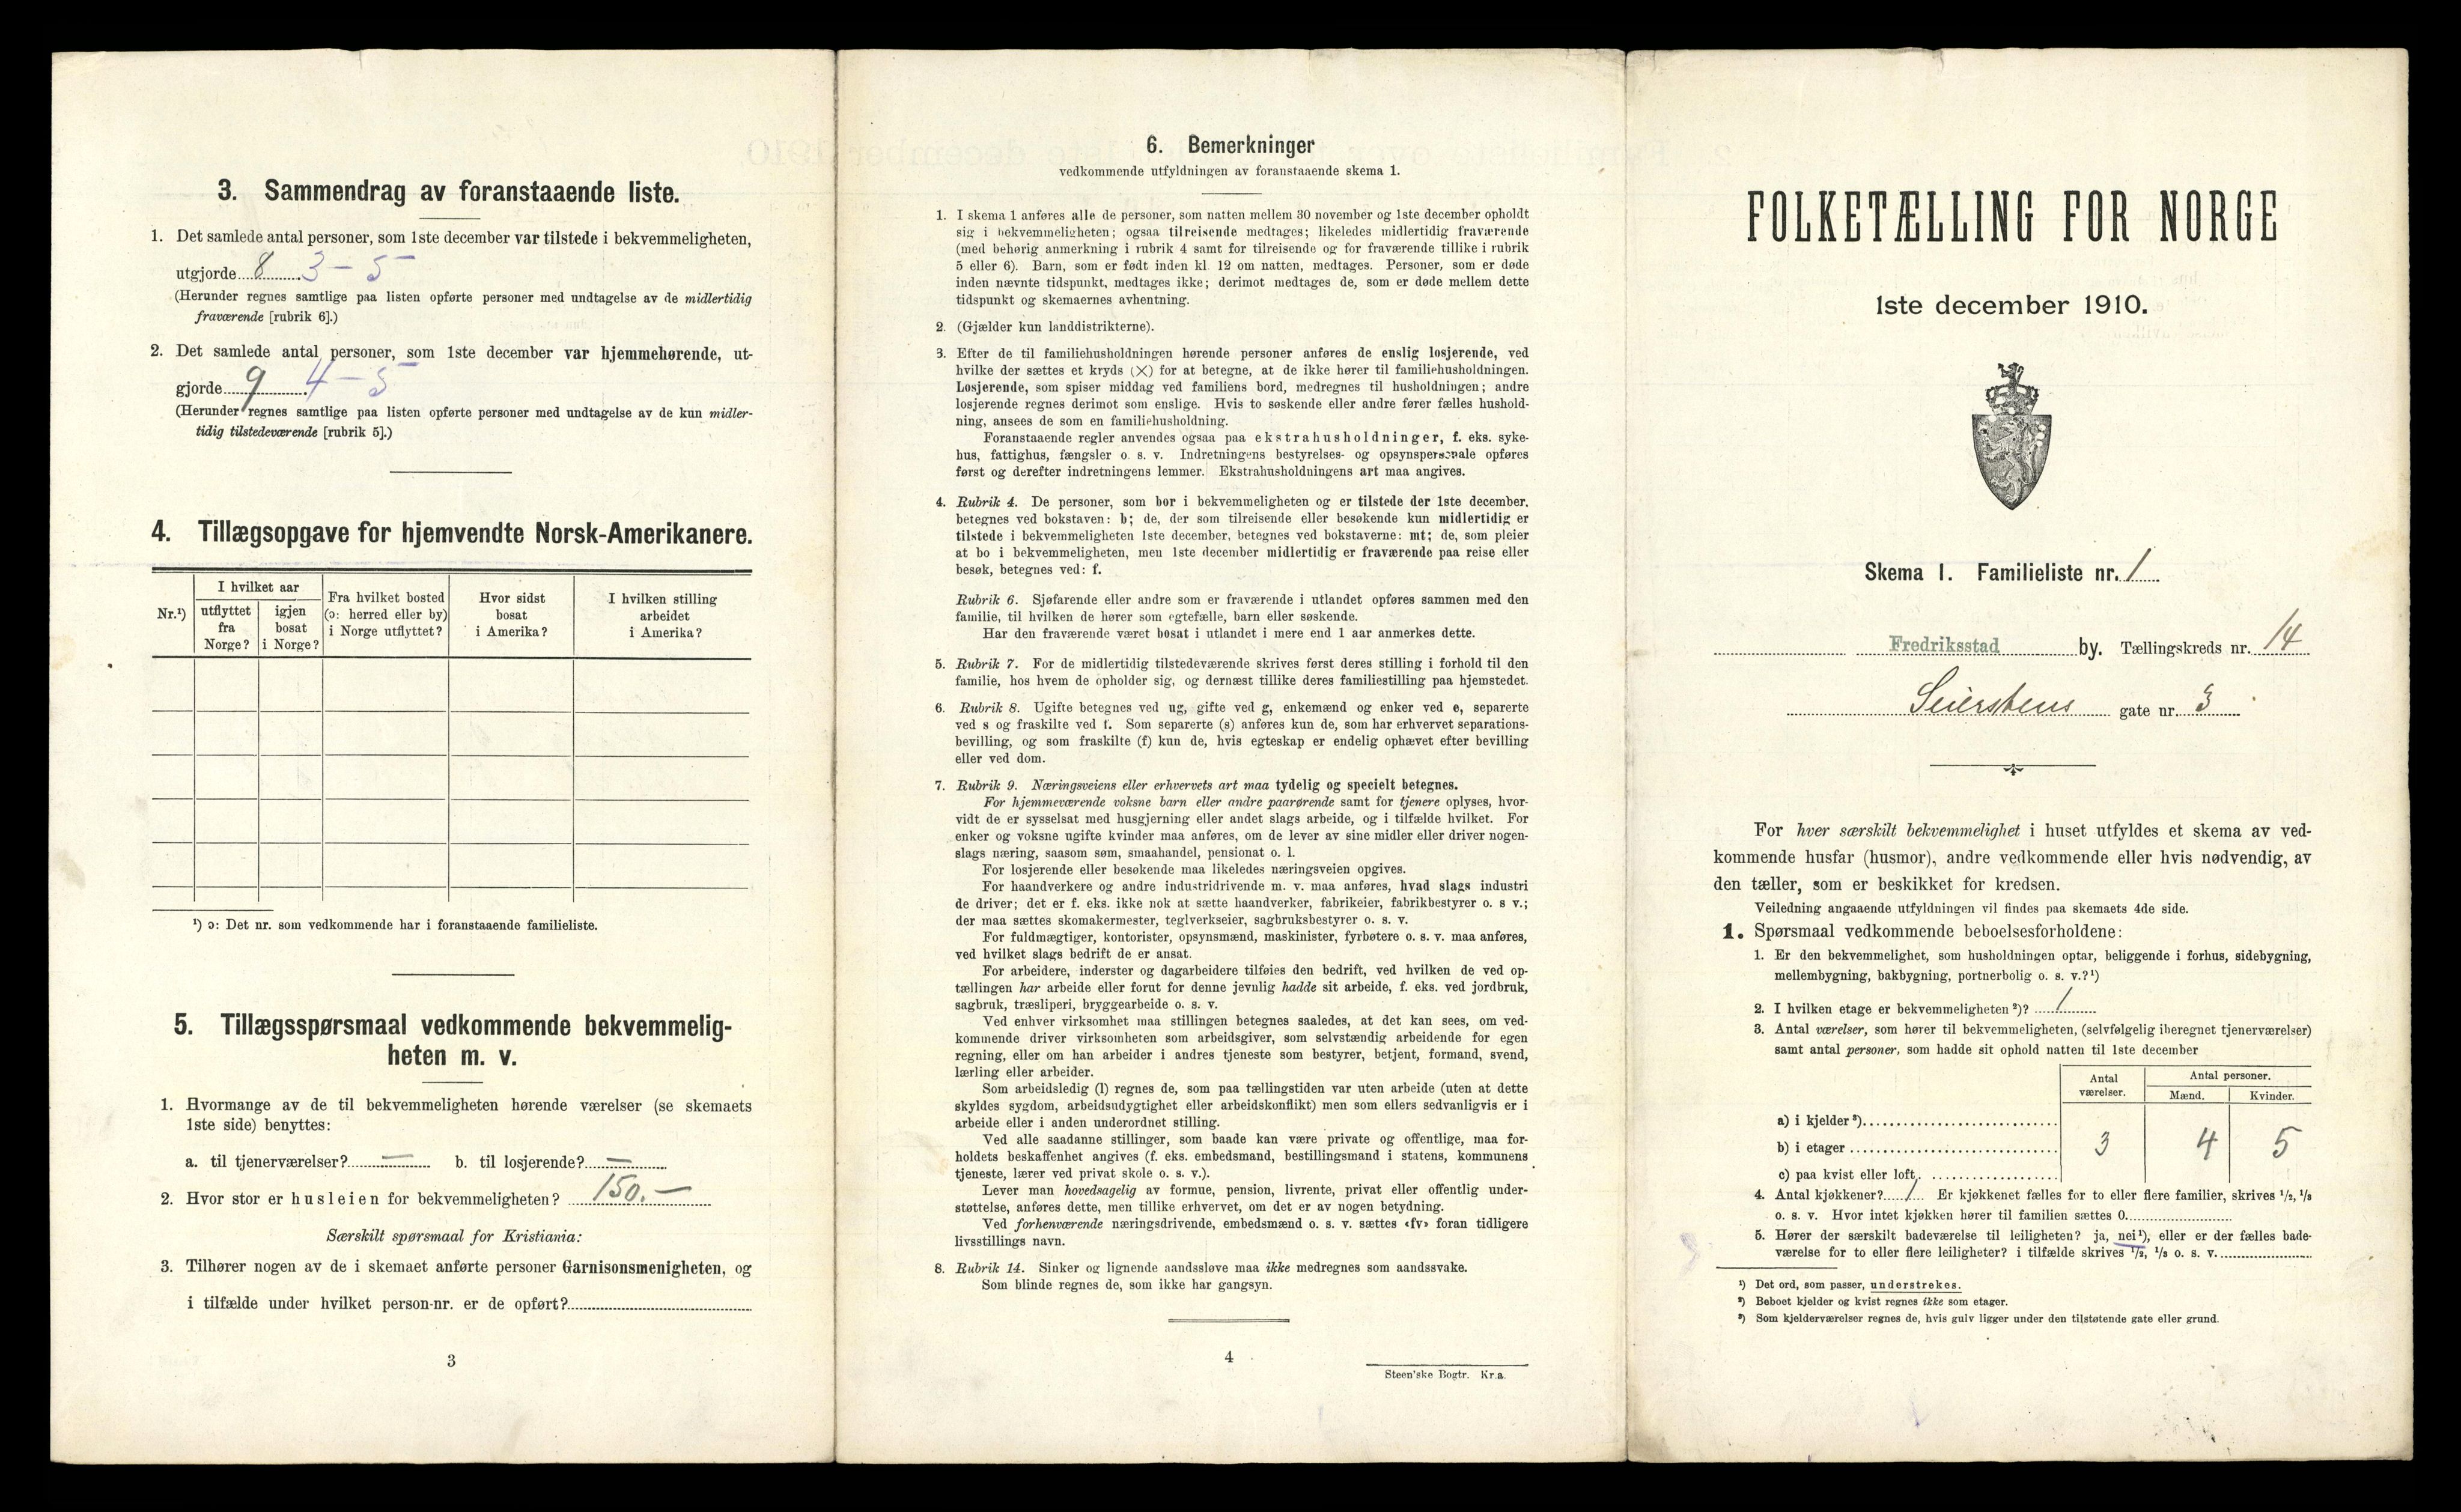 3. Sammendrag av foranstaaende liste.
1. Det samlede antal personer, som 1ste december var tilstede i bekvemmeligheten,
utgjorde 8 3 – 5
(Herunder regnes samtlige paa listen opførte personer med undtagelse av de midlertidig
fraværende [rubrik 6].)
2. Det samlede antal personer, som 1ste december var hjemmehørende, ut-
gjorde 9 4 – 5
(Herunder regnes samtlige paa listen opførte personer med undtagelse av de kun midler-
tidig tilstedeværende [rubrik 5].)
4. Tillægsopgave for hjemvendte Norsk-Amerikanere.
Nr.¹)
I hvilket aar
utflyttet fra Norge?
igjen bosat i Norge?
Fra hvilket bosted (ɔ: herred eller by) i Norge utflyttet?
Hvor sidst bosat i Amerika?
I hvilken stilling arbeidet i Amerika?
¹) ɔ: Det nr. som vedkommende har i foranstaaende familieliste.
5. Tillægsspørsmaal vedkommende bekvemmelig-
heten m. v.
1. Hvormange av de til bekvemmeligheten hørende værelser (se skemaets
1ste side) benyttes:
a. til tjenerværelser? — b. til losjerende? —
2. Hvor stor er husleien for bekvemmeligheten? 150.—
Særskilt spørsmaal for Kristiania:
3. Tilhører nogen av de i skemaet anførte personer Garnisonsmenigheten, og
i tilfælde under hvilket person-nr. er de opført?
3
6. Bemerkninger
vedkommende utfyldningen av foranstaaende skema 1.
1. I skema 1 anføres alle de personer, som natten mellem 30 november og 1ste december opholdt
sig i bekvemmeligheten; ogsaa tilreisende medtages; likeledes midlertidig fraværende
(med behørig anmerkning i rubrik 4 samt for tilreisende og for fraværende tillike i rubrik
5 eller 6). Barn, som er født inden kl. 12 om natten, medtages. Personer, som er døde
inden nævnte tidspunkt, medtages ikke; derimot medtages de, som er døde mellem dette
tidspunkt og skemaernes avhentning.
2. (Gjælder kun landdistrikterne).
3. Efter de til familiehusholdningen hørende personer anføres de enslig losjerende, ved
hvilke der sættes et kryds (×) for at betegne, at de ikke hører til familiehusholdningen.
Losjerende, som spiser middag ved familiens bord, medregnes til husholdningen; andre
losjerende regnes derimot som enslige. Hvis to søskende eller andre fører fælles hushold-
ning, ansees de som en familiehusholdning.
Foranstaaende regler anvendes ogsaa paa ekstrahusholdninger, f. eks. syke-
hus, fattighus, fængsler o. s. v. Indretningens bestyrelses- og opsynspersonale opføres
først og derefter indretningens lemmer. Ekstrahusholdningens art maa angives.
4. Rubrik 4. De personer, som bor i bekvemmeligheten og er tilstede der 1ste december,
betegnes ved bokstaven: b; de, der som tilreisende eller besøkende kun midlertidig er
tilstede i bekvemmeligheten 1ste december, betegnes ved bokstaverne: mt; de, som pleier
at bo i bekvemmeligheten, men 1ste december midlertidig er fraværende paa reise eller
besøk, betegnes ved: f.
Rubrik 6. Sjøfarende eller andre som er fraværende i utlandet opføres sammen med den
familie, til hvilken de hører som egtefælle, barn eller søskende.
Har den fraværende været bosat i utlandet i mere end 1 aar anmerkes dette.
5. Rubrik 7. For de midlertidig tilstedeværende skrives først deres stilling i forhold til den
familie, hos hvem de opholder sig, og dernæst tillike deres familiestilling paa hjemstedet.
6. Rubrik 8. Ugifte betegnes ved ug, gifte ved g, enkemænd og enker ved e, separerte
ved s og fraskilte ved f. Som separerte (s) anføres kun de, som har erhvervet separations-
bevilling, og som fraskilte (f) kun de, hvis egteskap er endelig ophævet efter bevilling
eller ved dom.
7. Rubrik 9. Næringsveiens eller erhvervets art maa tydelig og specielt betegnes.
For hjemmeværende voksne barn eller andre paarørende samt for tjenere oplyses, hvor-
vidt de er sysselsat med husgjerning eller andet slags arbeide, og i tilfælde hvilket. For
enker og voksne ugifte kvinder maa anføres, om de lever av sine midler eller driver nogen-
slags næring, saasom søm, smaahandel, pensionat o. l.
For losjerende eller besøkende maa likeledes næringsveien opgives.
For haandverkere og andre industridrivende m. v. maa anføres, hvad slags industri
de driver; det er f. eks. ikke nok at sætte haandverker, fabrikeier, fabrikbestyrer o. s v.;
der maa sættes skomakermester, teglverkseier, sagbruksbestyrer o. s. v.
For fuldmægtiger, kontorister, opsynsmænd, maskinister, fyrbøtere o. s. v. maa anføres,
ved hvilket slags bedrift de er ansat.
For arbeidere, inderster og dagarbeidere tilføies den bedrift, ved hvilken de ved op-
tællingen har arbeide eller forut for denne jevnlig hadde sit arbeide, f. eks. ved jordbruk,
sagbruk, træsliperi, bryggearbeide o. s. v.
Ved enhver virksomhet maa stillingen betegnes saaledes, at det kan sees, om ved-
kommende driver virksomheten som arbeidsgiver, som selvstændig arbeidende for egen
regning, eller om han arbeider i andres tjeneste som bestyrer, betjent, formand, svend,
lærling eller arbeider.
Som arbeidsledig (l) regnes de, som paa tællingstiden var uten arbeide (uten at dette
skyldes sygdom, arbeidsudygtighet eller arbeidskonflikt) men som ellers sedvanligvis er i
arbeide eller i anden underordnet stilling.
Ved alle saadanne stillinger, som baade kan være private og offentlige, maa for-
holdets beskaffenhet angives (f. eks. embedsmand, bestillingsmand i statens, kommunens
tjeneste, lærer ved privat skole o. s. v.).
Lever man hovedsagelig av formue, pension, livrente, privat eller offentlig under-
støttelse, anføres dette, men tillike erhvervet, om det er av nogen betydning.
Ved forhenværende næringsdrivende, embedsmænd o. s. v. sættes «fv» foran tidligere
livsstillings navn.
8. Rubrik 14. Sinker og lignende aandssløve maa ikke medregnes som aandssvake.
Som blinde regnes de, som ikke har gangsyn.
4
Steen'ske Bogtr. Kr.a.
FOLKETÆLLING FOR NORGE
1ste december 1910.
Skema 1. Familieliste nr. 1
Fredriksstad by. Tællingskreds nr. 14
Seierstens gate nr. 3
For hver særskilt bekvemmelighet i huset utfyldes et skema av ved-
kommende husfar (husmor), andre vedkommende eller hvis nødvendig, av
den tæller, som er beskikket for kredsen.
Veiledning angaaende utfyldningen vil findes paa skemaets 4de side.
1. Spørsmaal vedkommende beboelsesforholdene:
1. Er den bekvemmelighet, som husholdningen optar, beliggende i forhus, sidebygning,
mellembygning, bakbygning, portnerbolig o. s. v.?¹)
2. I hvilken etage er bekvemmeligheten²)? 1
3. Antal værelser, som hører til bekvemmeligheten, (selvfølgelig iberegnet tjenerværelser)
samt antal personer, som hadde sit ophold natten til 1ste december
Antal værelser. Antal personer.
Mænd. Kvinder.
a) i kjelder³)
b) i etager 3 4 5
c) paa kvist eller loft
4. Antal kjøkkener? 1 Er kjøkkenet fælles for to eller flere familier, skrives 1/2, 1/3
o. s. v. Hvor intet kjøkken hører til familien sættes 0.
5. Hører der særskilt badeværelse til leiligheten? ja, nei¹), eller er der fælles bade-
værelse for to eller flere leiligheter? i tilfælde skrives 1/2, 1/3 o. s. v.
¹) Det ord, som passer, understrekes.
²) Beboet kjelder og kvist regnes ikke som etager.
³) Som kjelderværelser regnes de, hvis gulv ligger under den tilstøtende gate eller grund.